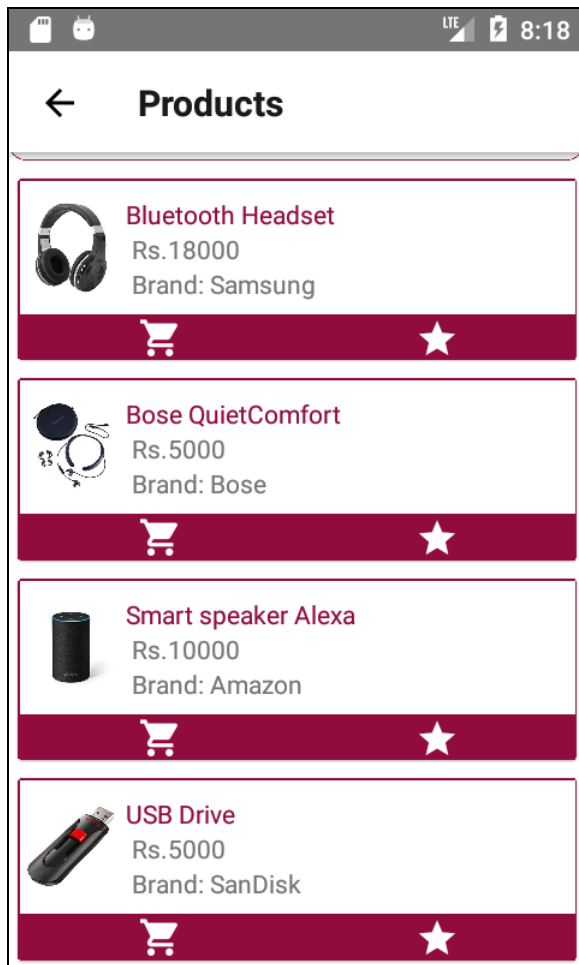 LTE 8:18
Products
Bluetooth Headset
Rs.18000
Brand: Samsung
Bose QuietComfort
Rs.5000
Brand: Bose
Smart speaker Alexa
Rs.10000
Brand: Amazon
USB Drive
Rs.5000
Brand: SanDisk